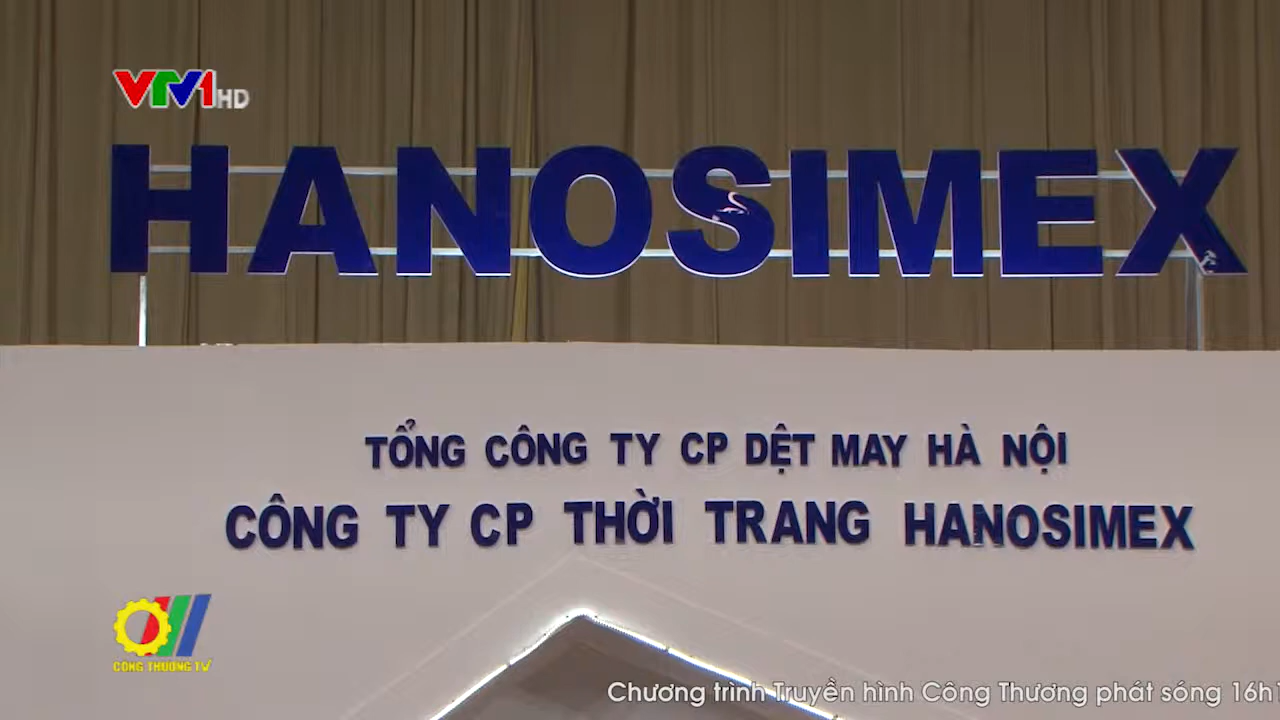 VTV1 HD
HANOSIMEX
TỔNG CÔNG TY CP DỆT MAY HÀ NỘI
CÔNG TY CP THỜI TRANG HANOSIMEX
CÔNG THƯƠNG TV
Chương trình Truyền hình Công Thương phát sóng 16h1